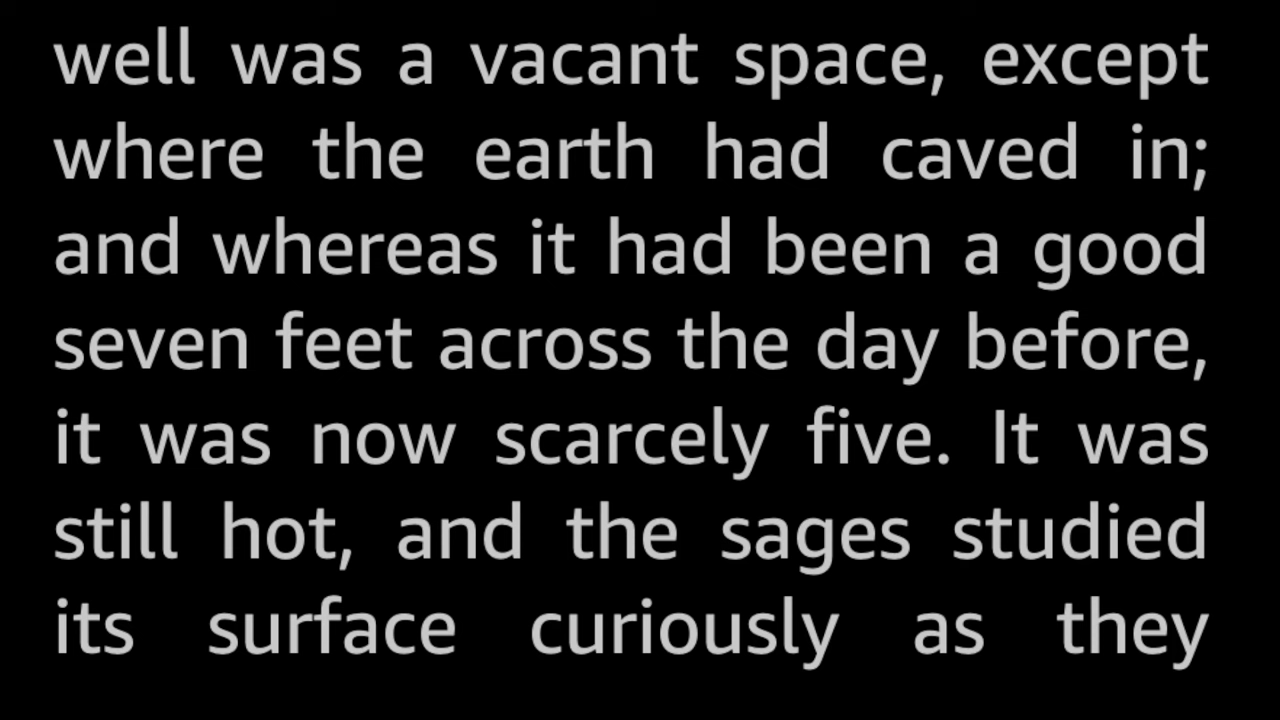 well was a vacant space, except
where the earth had caved in;
and whereas it had been a good
seven feet across the day before,
it was now scarcely five. It was
still hot, and the sages studied
its surface curiously as they